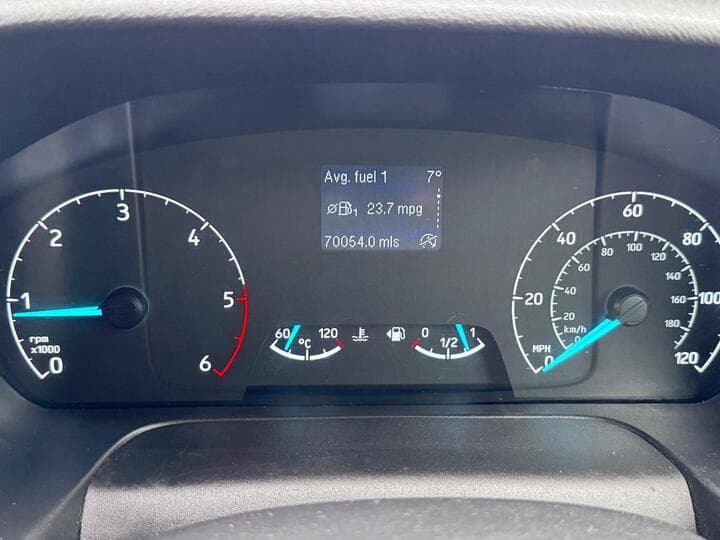 Avg. fuel 1 7°
1 23.7 mpg
70054.0 mls
0 1 2 3 4 5 6
rpm
x1000
60 120
°C
0 1/2 1
0 20 40 60 80 100 120
MPH
0 20 40 60 80 100 120 140 160 180
km/h